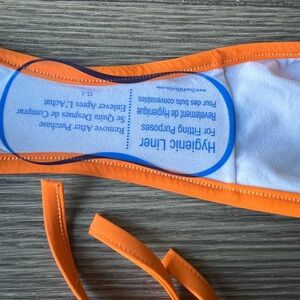 Hygienic Liner
For Fitting Purposes
Revetement de Hygienique
Pour des buts convenables
Remove After Purchase
Se Quita Después de Comprar
Enlever Apres L'Achat